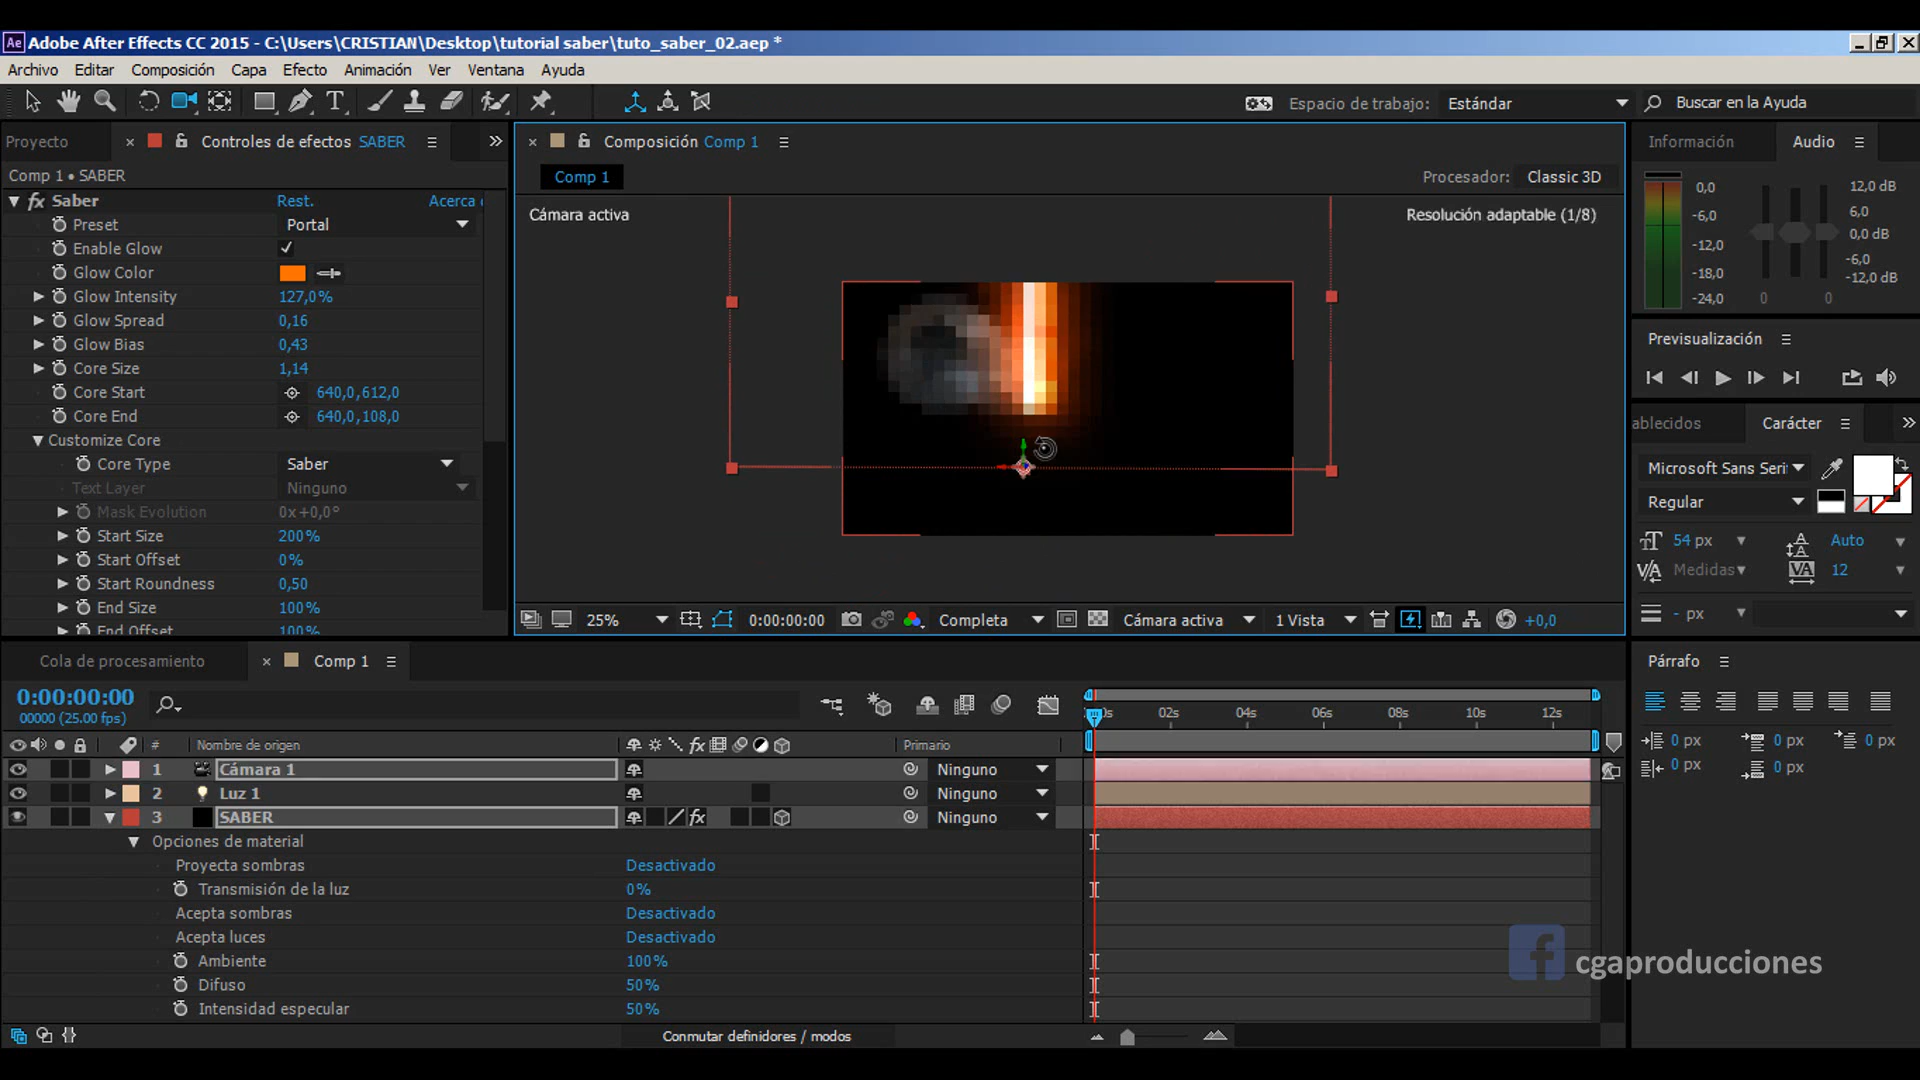 Ae Adobe After Effects CC 2015 - C:\Users\CRISTIAN\Desktop\tutorial saber\tuto_saber_02.aep *
Archivo Editar Composición Capa Efecto Animación Ver Ventana Ayuda
T Espacio de trabajo: Estándar Buscar en la Ayuda
Proyecto × Controles de efectos SABER
Comp 1 • SABER
fx Saber Rest. Acerca
Preset Portal
Enable Glow
Glow Color
Glow Intensity 127,0%
Glow Spread 0,16
Glow Bias 0,43
Core Size 1,14
Core Start 640,0,612,0
Core End 640,0,108,0
Customize Core
Core Type Saber
Text Layer Ninguno
Mask Evolution 0x+0,0°
Start Size 200%
Start Offset 0%
Start Roundness 0,50
End Size 100%
End Offset 100%
× Composición Comp 1
Comp 1 Procesador: Classic 3D
Cámara activa Resolución adaptable (1/8)
25% 0:00:00:00 Completa Cámara activa 1 Vista +0,0
Información Audio
0,0
-6,0
-12,0
-18,0
-24,0
0 0
12,0 dB
6,0
0,0 dB
-6,0
-12,0 dB
Previsualización
ablecidos Carácter
Microsoft Sans Seri
Regular
54 px Auto
Medidas 12
- px
Párrafo
0 px 0 px 0 px
0 px 0 px
Cola de procesamiento × Comp 1
0:00:00:00
00000 (25.00 fps)
0s 02s 04s 06s 08s 10s 12s
# Nombre de origen fx Primario
1 Cámara 1 Ninguno
2 Luz 1 Ninguno
3 SABER fx Ninguno
Opciones de material
Proyecta sombras Desactivado
Transmisión de la luz 0%
Acepta sombras Desactivado
Acepta luces Desactivado
Ambiente 100%
Difuso 50%
Intensidad especular 50%
Conmutar definidores / modos
f cgaproducciones